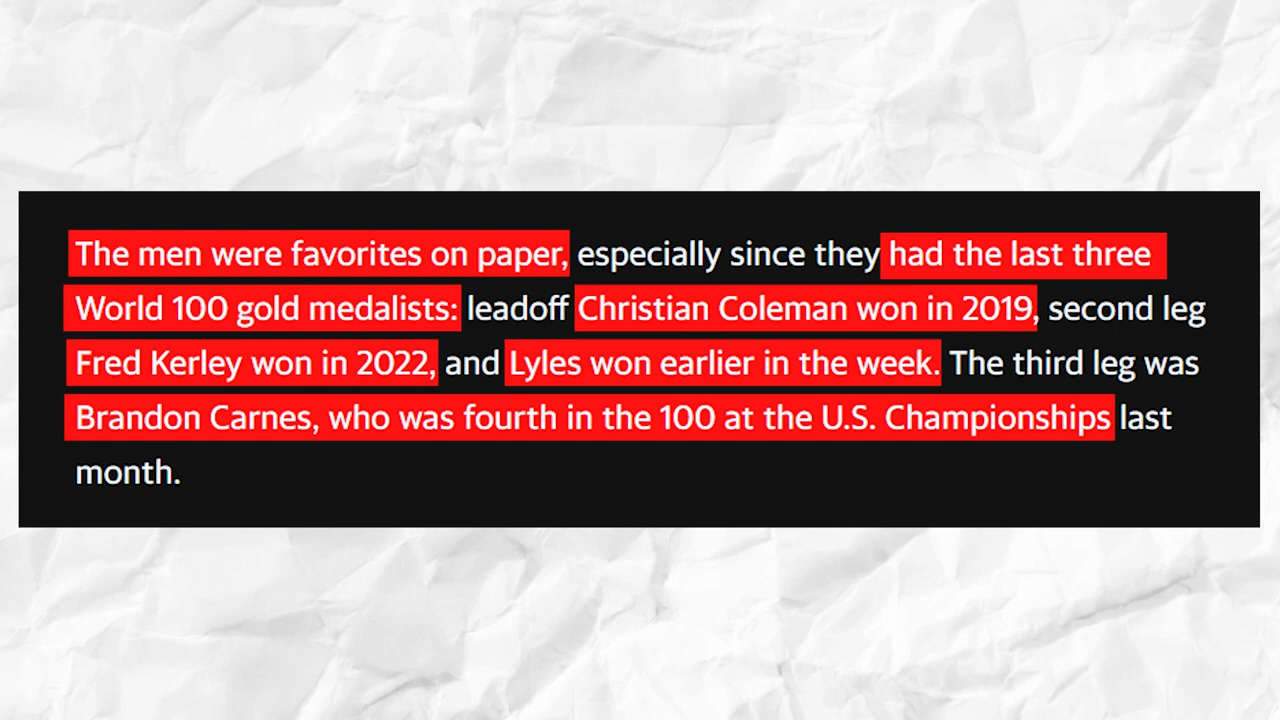 The men were favorites on paper, especially since they had the last three
World 100 gold medalists: leadoff Christian Coleman won in 2019, second leg
Fred Kerley won in 2022, and Lyles won earlier in the week. The third leg was
Brandon Carnes, who was fourth in the 100 at the U.S. Championships last
month.